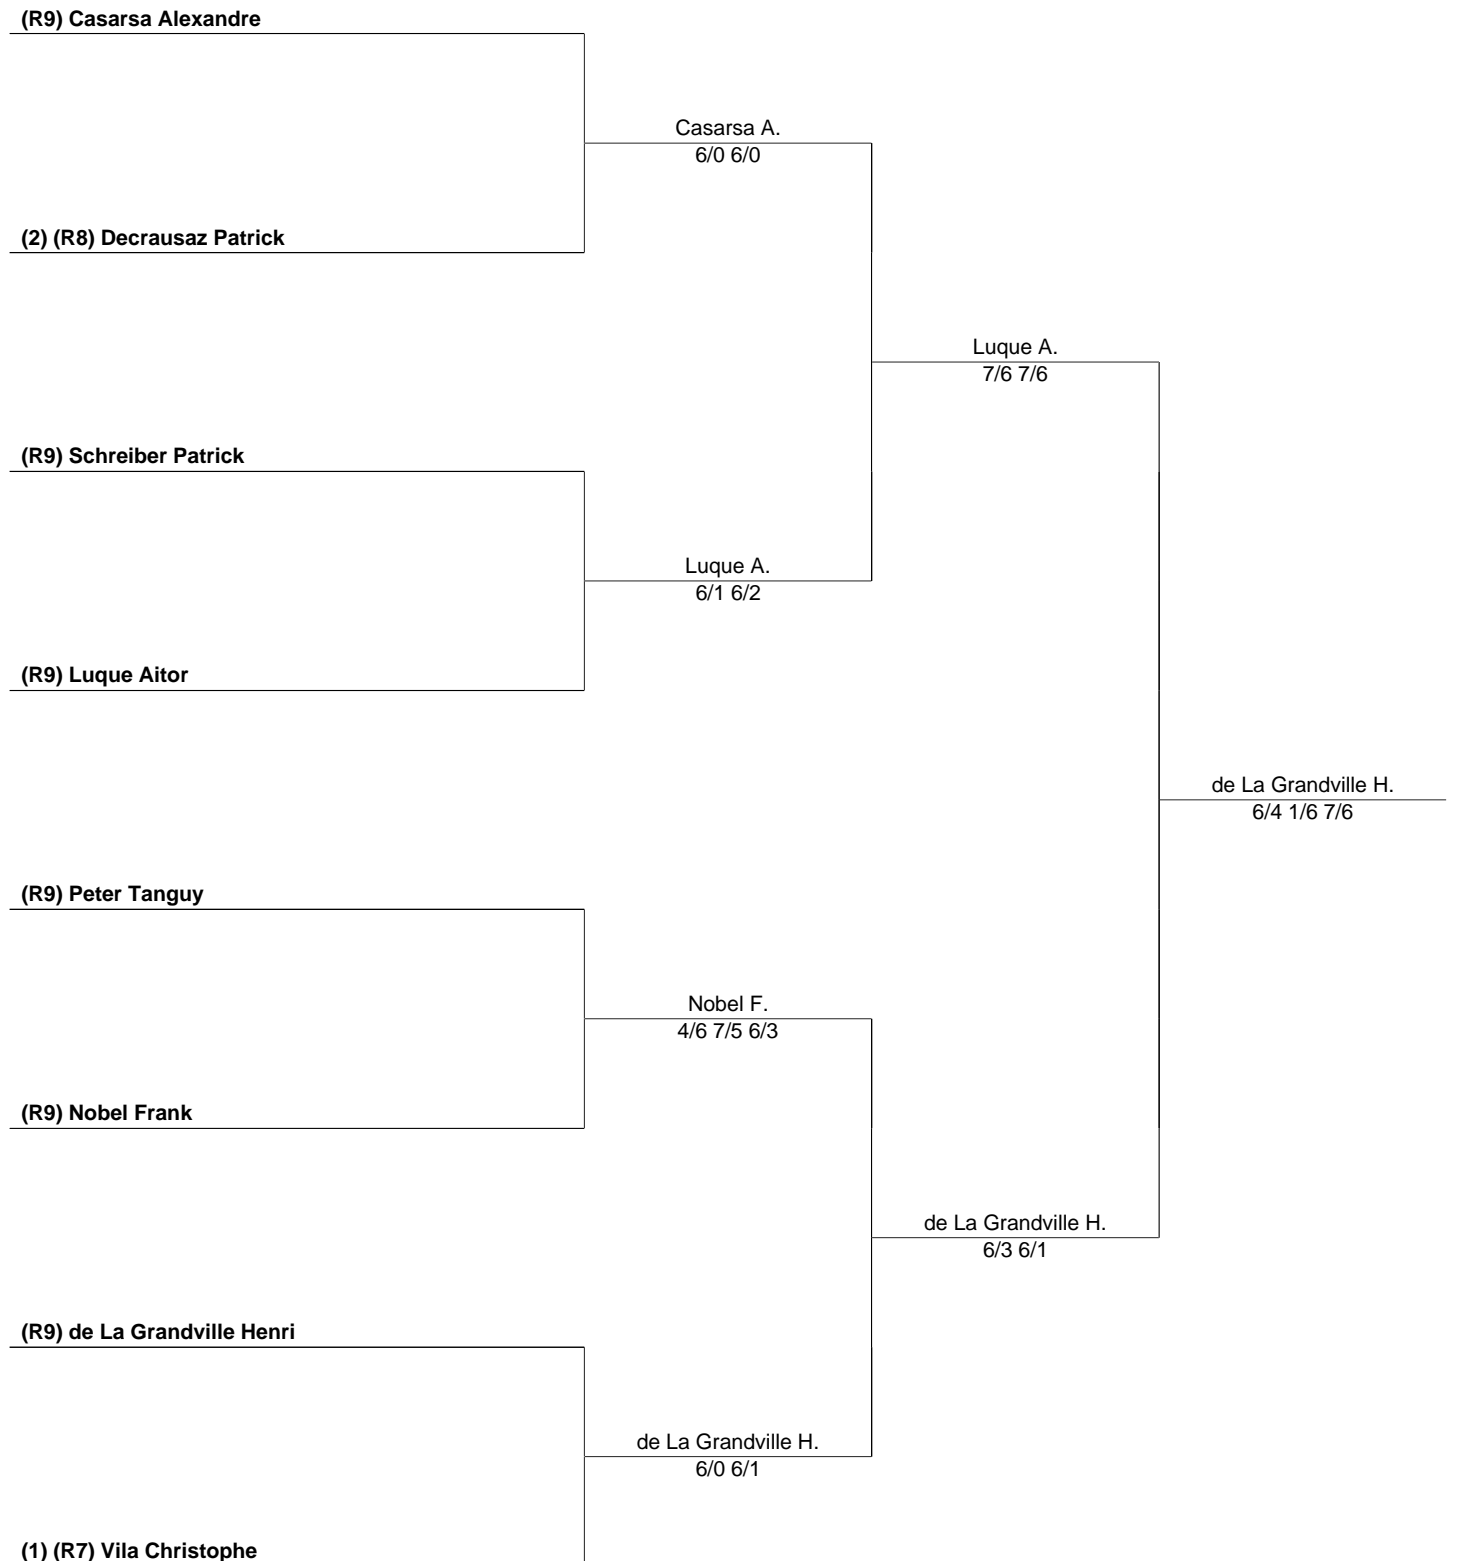 (R9) Casarsa Alexandre
Casarsa A.
6/0 6/0
(2) (R8) Decrausaz Patrick
Luque A.
7/6 7/6
(R9) Schreiber Patrick
Luque A.
6/1 6/2
(R9) Luque Aitor
de La Grandville H.
6/4 1/6 7/6
(R9) Peter Tanguy
Nobel F.
4/6 7/5 6/3
(R9) Nobel Frank
de La Grandville H.
6/3 6/1
(R9) de La Grandville Henri
de La Grandville H.
6/0 6/1
(1) (R7) Vila Christophe